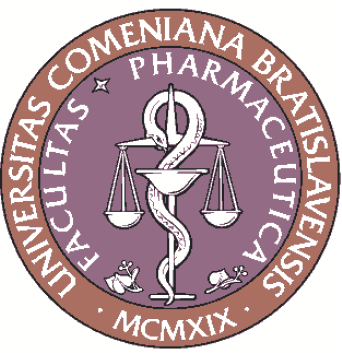 UNIVERSITAS COMENIANA BRATISLAVENSIS
FACULTAS PHARMACEUTICA
· MCMXIX ·